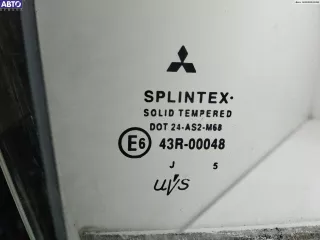 SPLINTEX·
SOLID TEMPERED
DOT 24-AS2-M68
E6 43R-00048
J 5
uvs